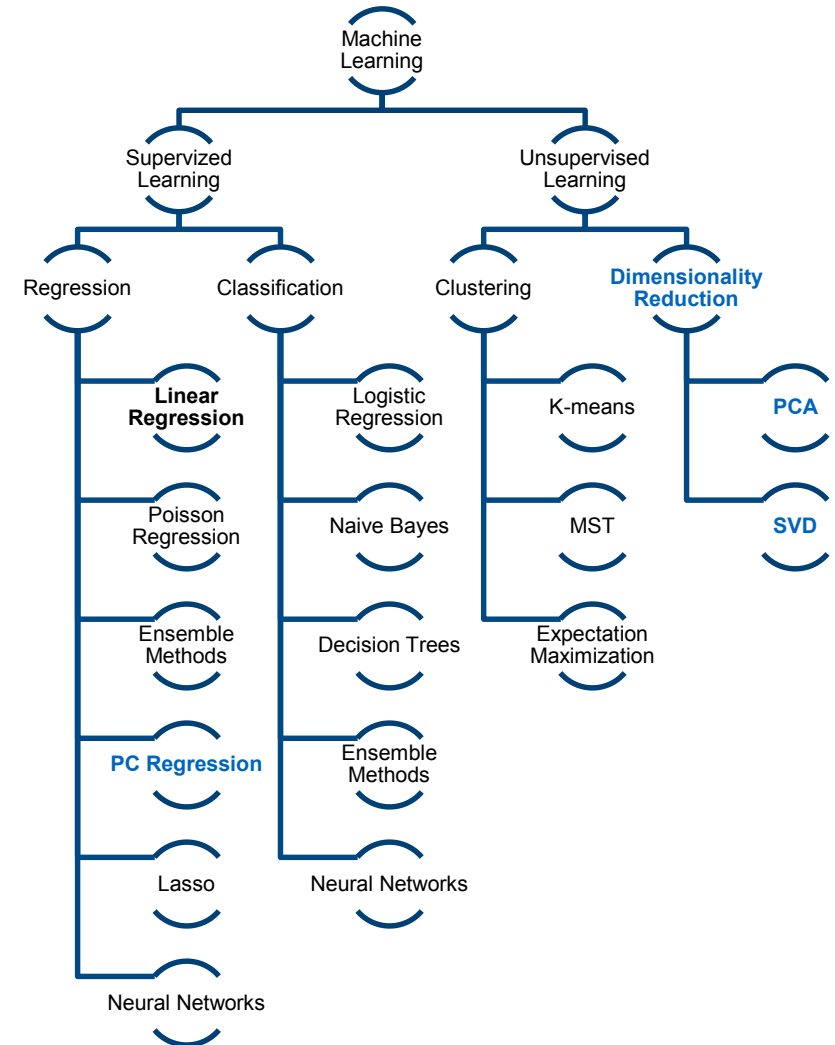 Machine
Learning
Supervized
Learning
Unsupervised
Learning
Regression
Classification
Clustering
Dimensionality
Reduction
Linear
Regression
Logistic
Regression
K-means
PCA
Poisson
Regression
Naive Bayes
MST
SVD
Ensemble
Methods
Decision Trees
Expectation
Maximization
PC Regression
Ensemble
Methods
Lasso
Neural Networks
Neural Networks